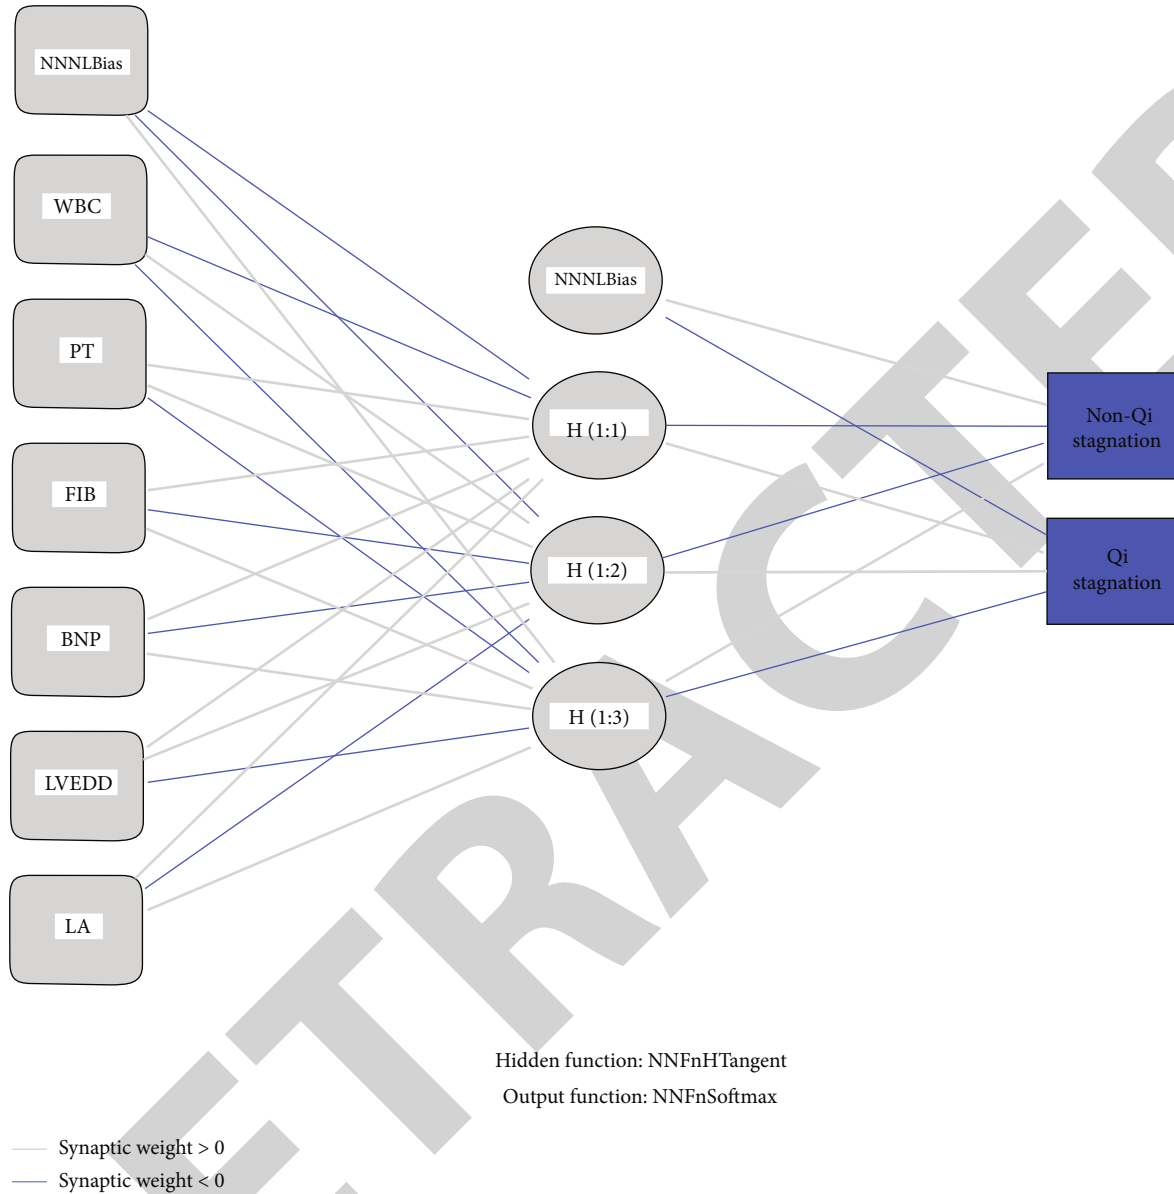 NNNLBias
WBC
PT
FIB
BNP
LVEDD
LA
NNNLBias
H (1:1)
H (1:2)
H (1:3)
Non-Qi
stagnation
Qi
stagnation
Hidden function: NNFnHTangent
Output function: NNFnSoftmax
Synaptic weight > 0
Synaptic weight < 0
ETRACTE